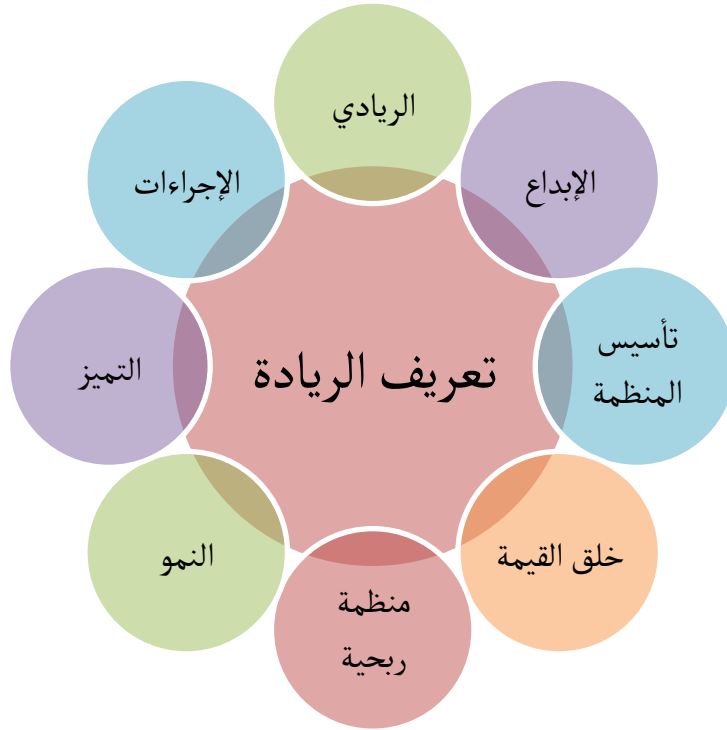 الريادي
الإبداع
تأسيس
المنظمة
خلق القيمة
منظمة
ربحية
النمو
التميز
الإجراءات
تعريف الريادة